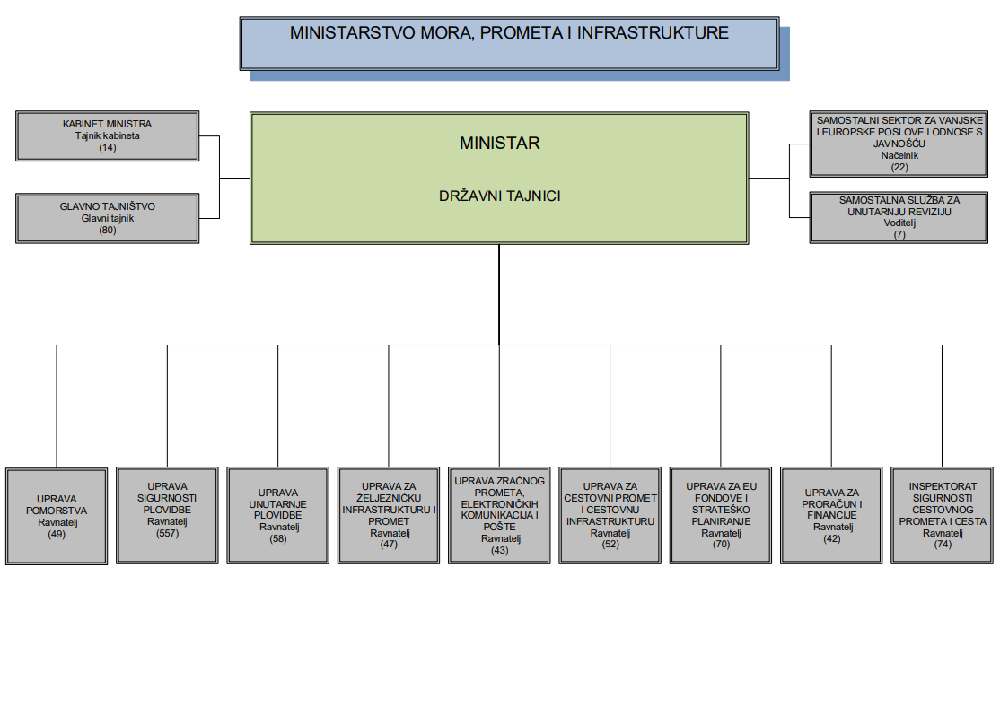 MINISTARSTVO MORA, PROMETA I INFRASTRUKTURE
KABINET MINISTRA
Tajnik kabineta
(14)
GLAVNO TAJNIŠTVO
Glavni tajnik
(80)
MINISTAR
DRŽAVNI TAJNICI
SAMOSTALNI SEKTOR ZA VANJSKE
I EUROPSKE POSLOVE I ODNOSE S
JAVNOŠĆU
Načelnik
(22)
SAMOSTALNA SLUŽBA ZA
UNUTARNJU REVIZIJU
Voditelj
(7)
UPRAVA
POMORSTVA
Ravnatelj
(49)
UPRAVA
SIGURNOSTI
PLOVIDBE
Ravnatelj
(557)
UPRAVA
UNUTARNJE
PLOVIDBE
Ravnatelj
(58)
UPRAVA ZA
ŽELJEZNIČKU
INFRASTRUKTURU I
PROMET
Ravnatelj
(47)
UPRAVA ZRAČNOG
PROMETA,
ELEKTRONIČKIH
KOMUNIKACIJA I
POŠTE
Ravnatelj
(43)
UPRAVA ZA
CESTOVNI PROMET
I CESTOVNU
INFRASTRUKTURU
Ravnatelj
(52)
UPRAVA ZA EU
FONDOVE I
STRATEŠKO
PLANIRANJE
Ravnatelj
(70)
UPRAVA ZA
PRORAČUN I
FINANCIJE
Ravnatelj
(42)
INSPEKTORAT
SIGURNOSTI
CESTOVNOG
PROMETA I CESTA
Ravnatelj
(74)